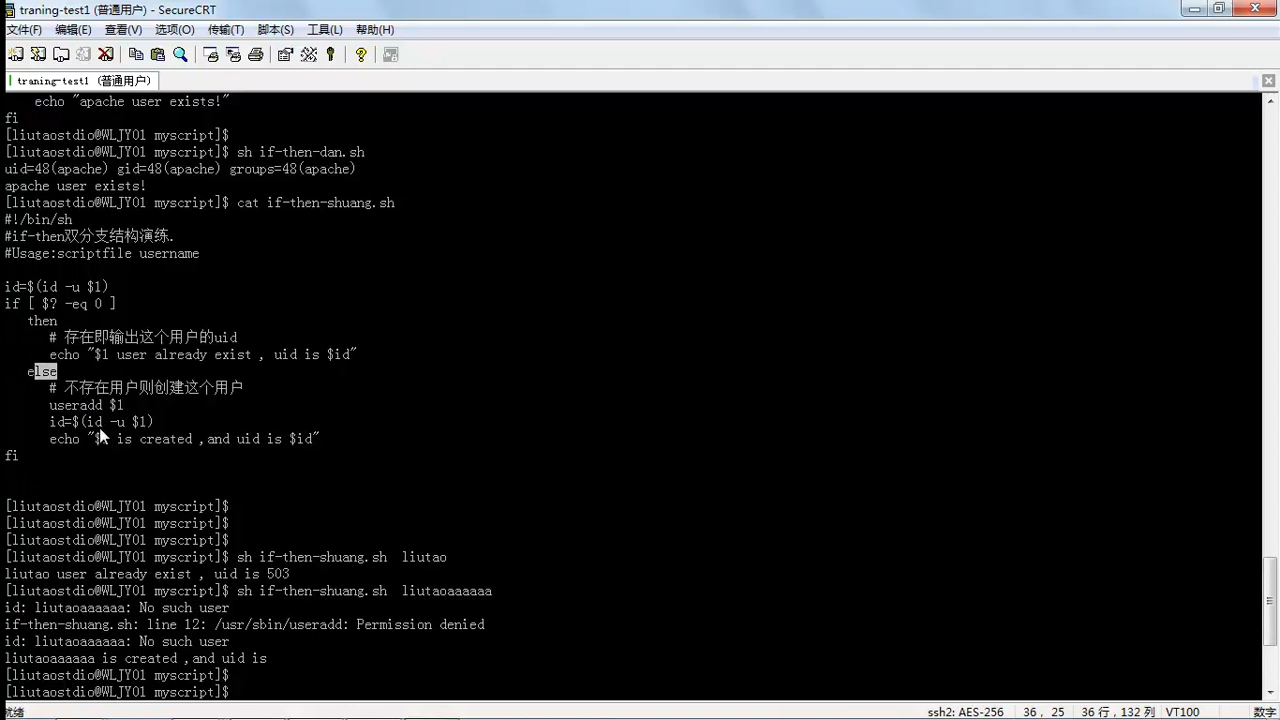 traning-test1 (普通用户) - SecureCRT
文件(F) 编辑(E) 查看(V) 选项(O) 传输(T) 脚本(S) 工具(L) 帮助(H)
traning-test1 (普通用户)
echo "apache user exists!"
fi
[liutaostdio@WLJY01 myscript]$
[liutaostdio@WLJY01 myscript]$ sh if-then-dan.sh
uid=48(apache) gid=48(apache) groups=48(apache)
apache user exists!
[liutaostdio@WLJY01 myscript]$ cat if-then-shuang.sh
#!/bin/sh
#if-then双分支结构演练.
#Usage:scriptfile username
id=$(id -u $1)
if [ $? -eq 0 ]
then
# 存在即输出这个用户的uid
echo "$1 user already exist , uid is $id"
else
# 不存在用户则创建这个用户
useradd $1
id=$(id -u $1)
echo "$ is created ,and uid is $id"
fi
[liutaostdio@WLJY01 myscript]$
[liutaostdio@WLJY01 myscript]$
[liutaostdio@WLJY01 myscript]$
[liutaostdio@WLJY01 myscript]$ sh if-then-shuang.sh  liutao
liutao user already exist , uid is 503
[liutaostdio@WLJY01 myscript]$ sh if-then-shuang.sh  liutaoaaaaaa
id: liutaoaaaaaa: No such user
if-then-shuang.sh: line 12: /usr/sbin/useradd: Permission denied
id: liutaoaaaaaa: No such user
liutaoaaaaaa is created ,and uid is
[liutaostdio@WLJY01 myscript]$
[liutaostdio@WLJY01 myscript]$
就绪 ssh2: AES-256 36, 25 36 行, 132 列 VT100 数字